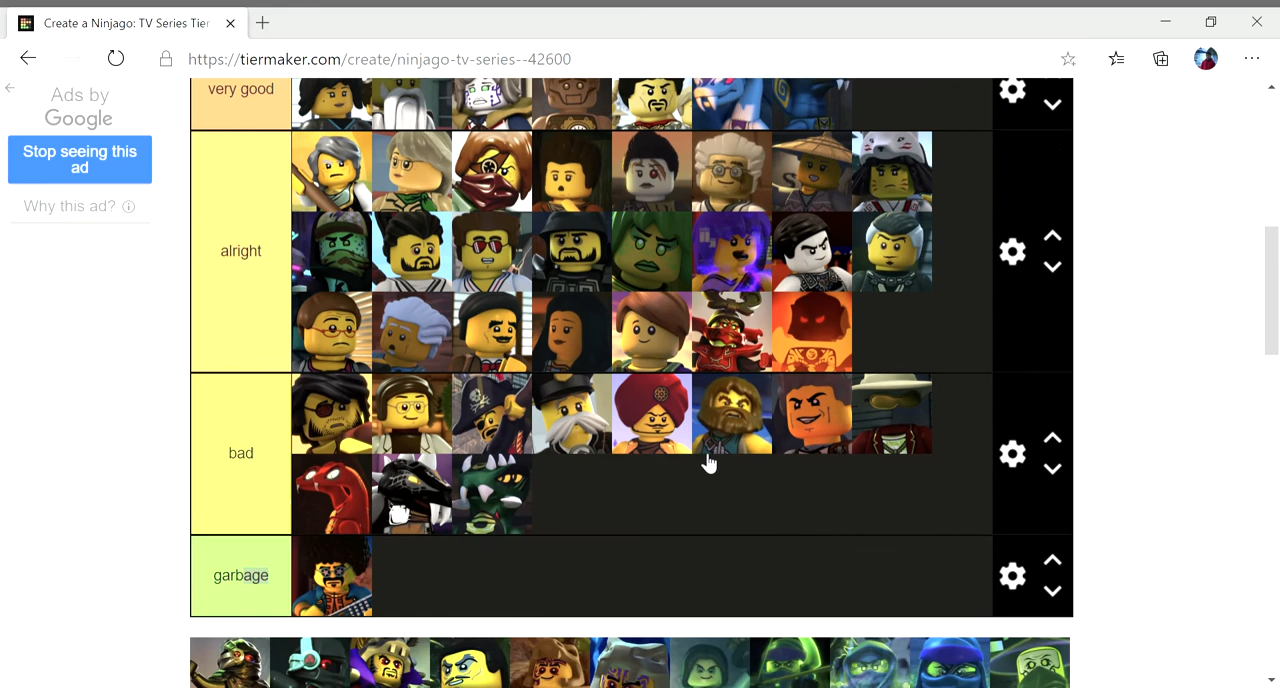 Create a Ninjago: TV Series Tier
https://tiermaker.com/create/ninjago-tv-series--42600
Ads by
Google
Stop seeing this
ad
Why this ad?
very good
alright
bad
garbage